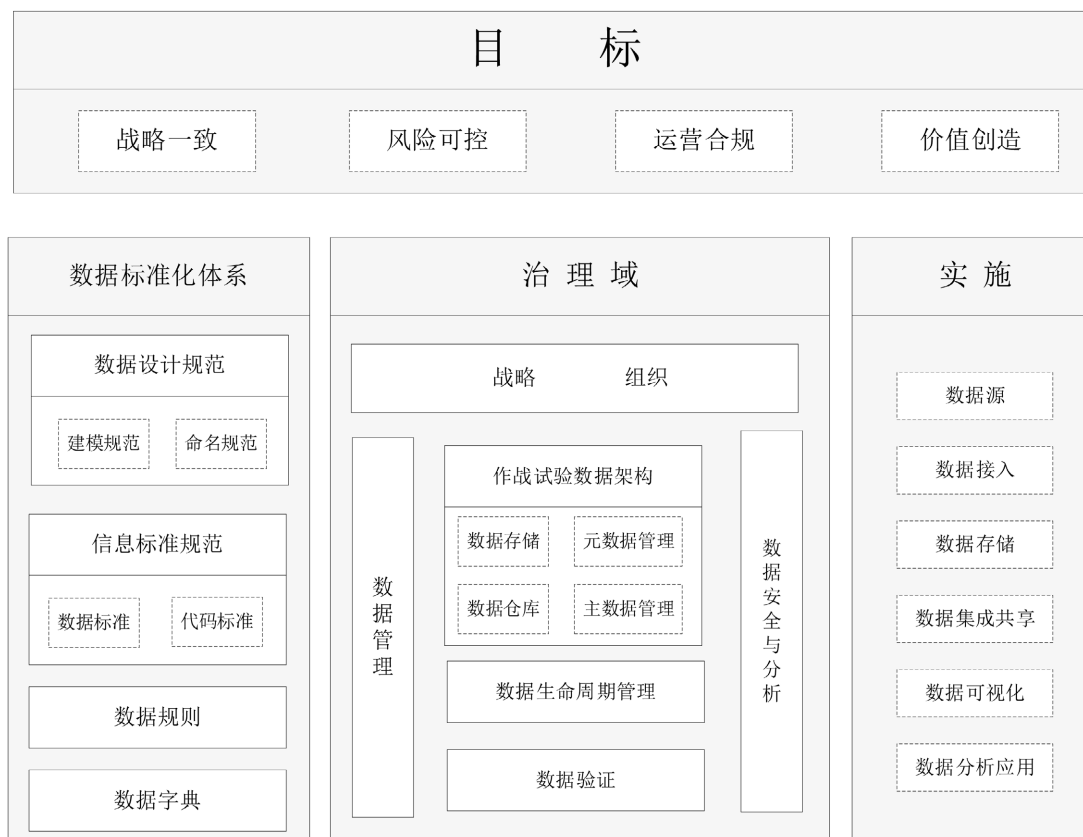 目 标
战略一致 风险可控 运营合规 价值创造
数据标准化体系
数据设计规范
建模规范 命名规范
信息标准规范
数据标准 代码标准
数据规则
数据字典
治 理 域
战略 组织
数据管理
作战试验数据架构
数据存储 元数据管理
数据仓库 主数据管理
数据生命周期管理
数据验证
数据安全与分析
实 施
数据源
数据接入
数据存储
数据集成共享
数据可视化
数据分析应用